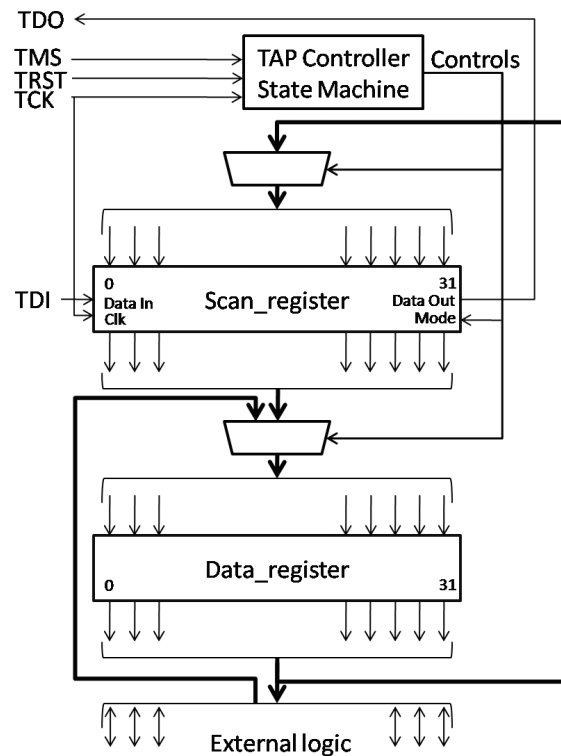 TDO
TMS
TRST
TCK
TAP Controller
State Machine
Controls
0
31
TDI
Data In
Clk
Scan_register
Data Out
Mode
Data_register
0
31
External logic